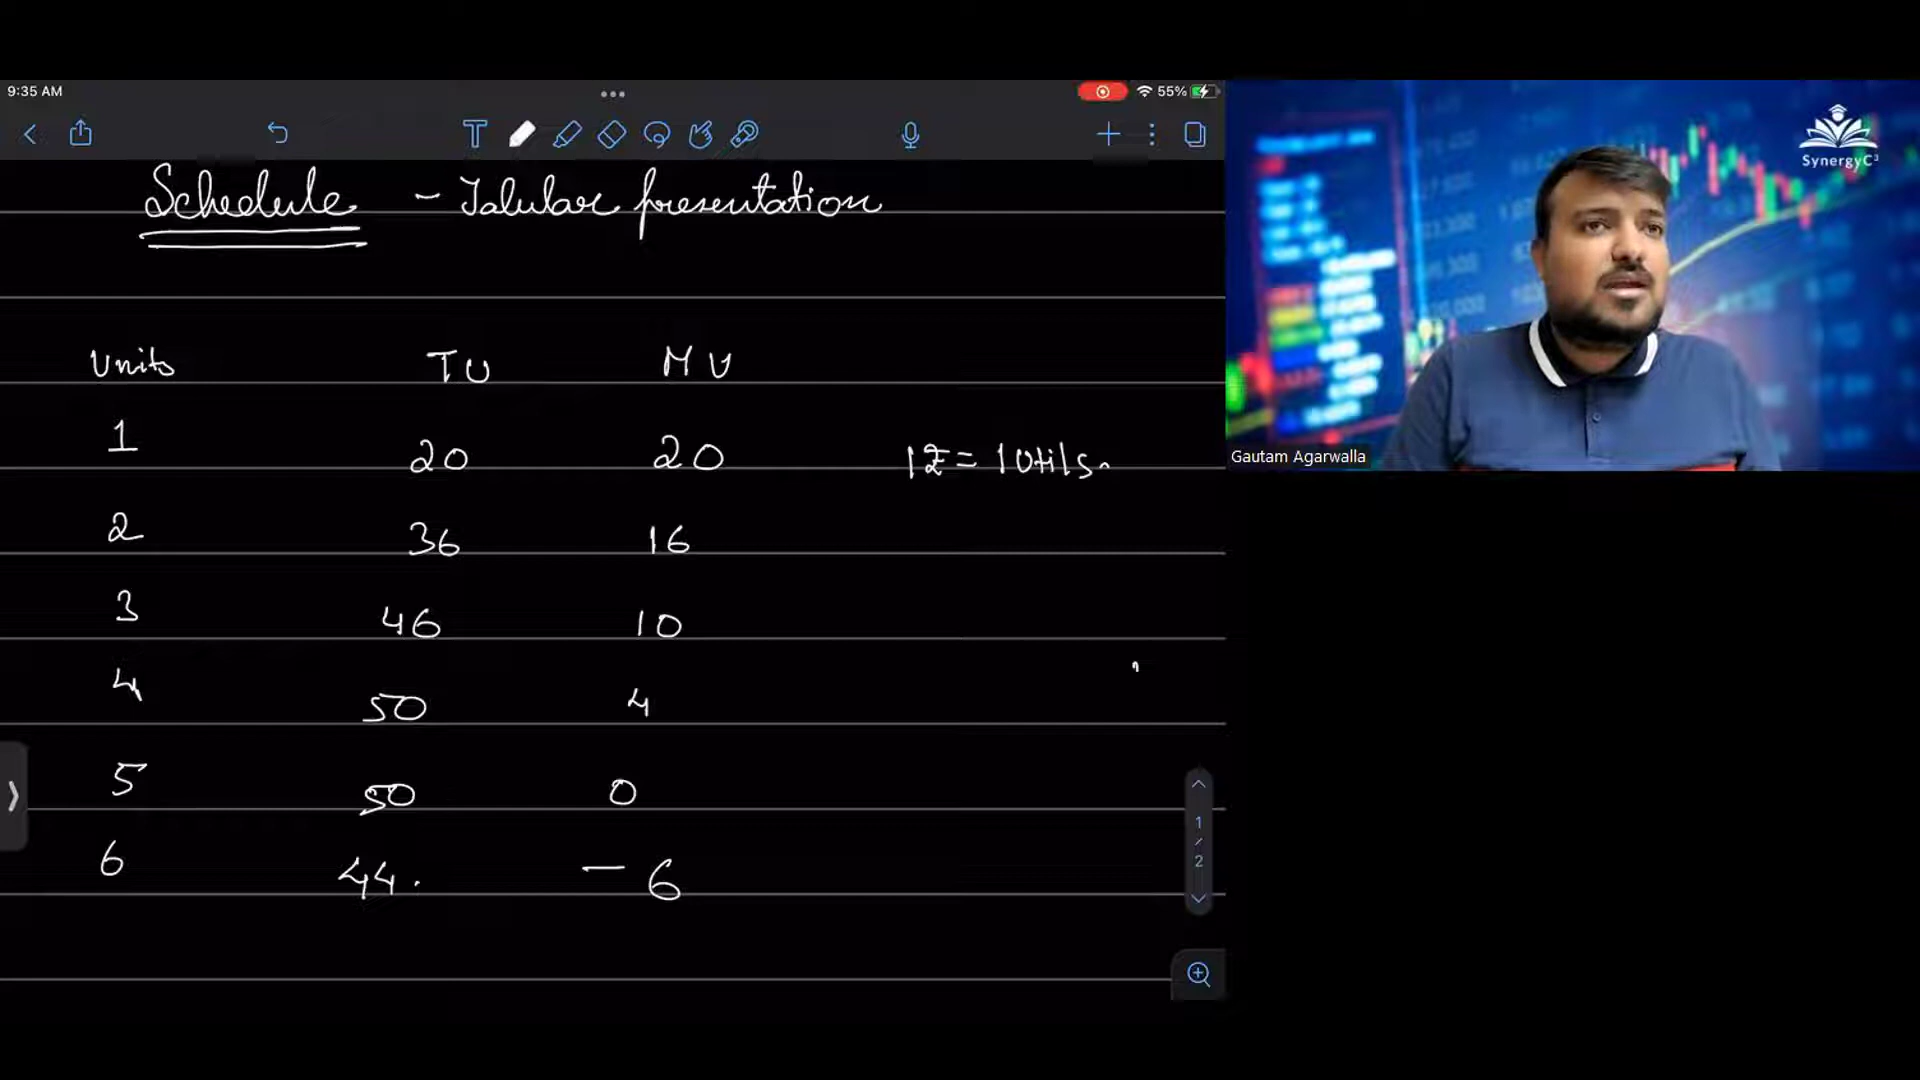 9:35 AM
55%
SynergyC³
Schedule - Tabular presentation
Units TU MU
1 20 20 1₹ = 1 Utils.
2 36 16
3 46 10
4 50 4
5 50 0
6 44. - 6
Gautam Agarwalla
1
/
2